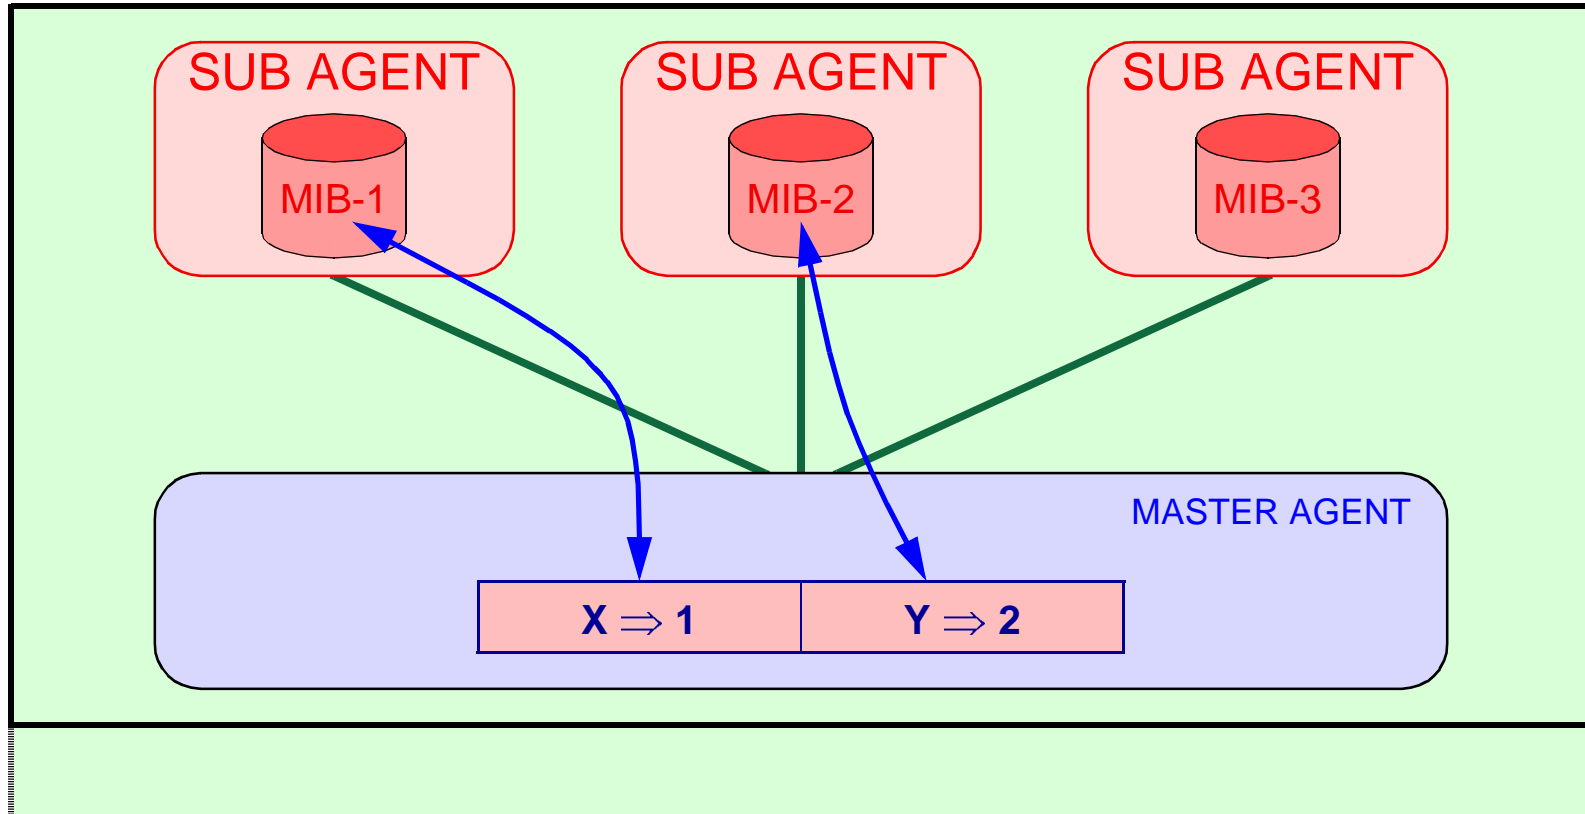 SUB AGENT
SUB AGENT
SUB AGENT
MIB-1
MIB-2
MIB-3
MASTER AGENT
X ⇒ 1
Y ⇒ 2